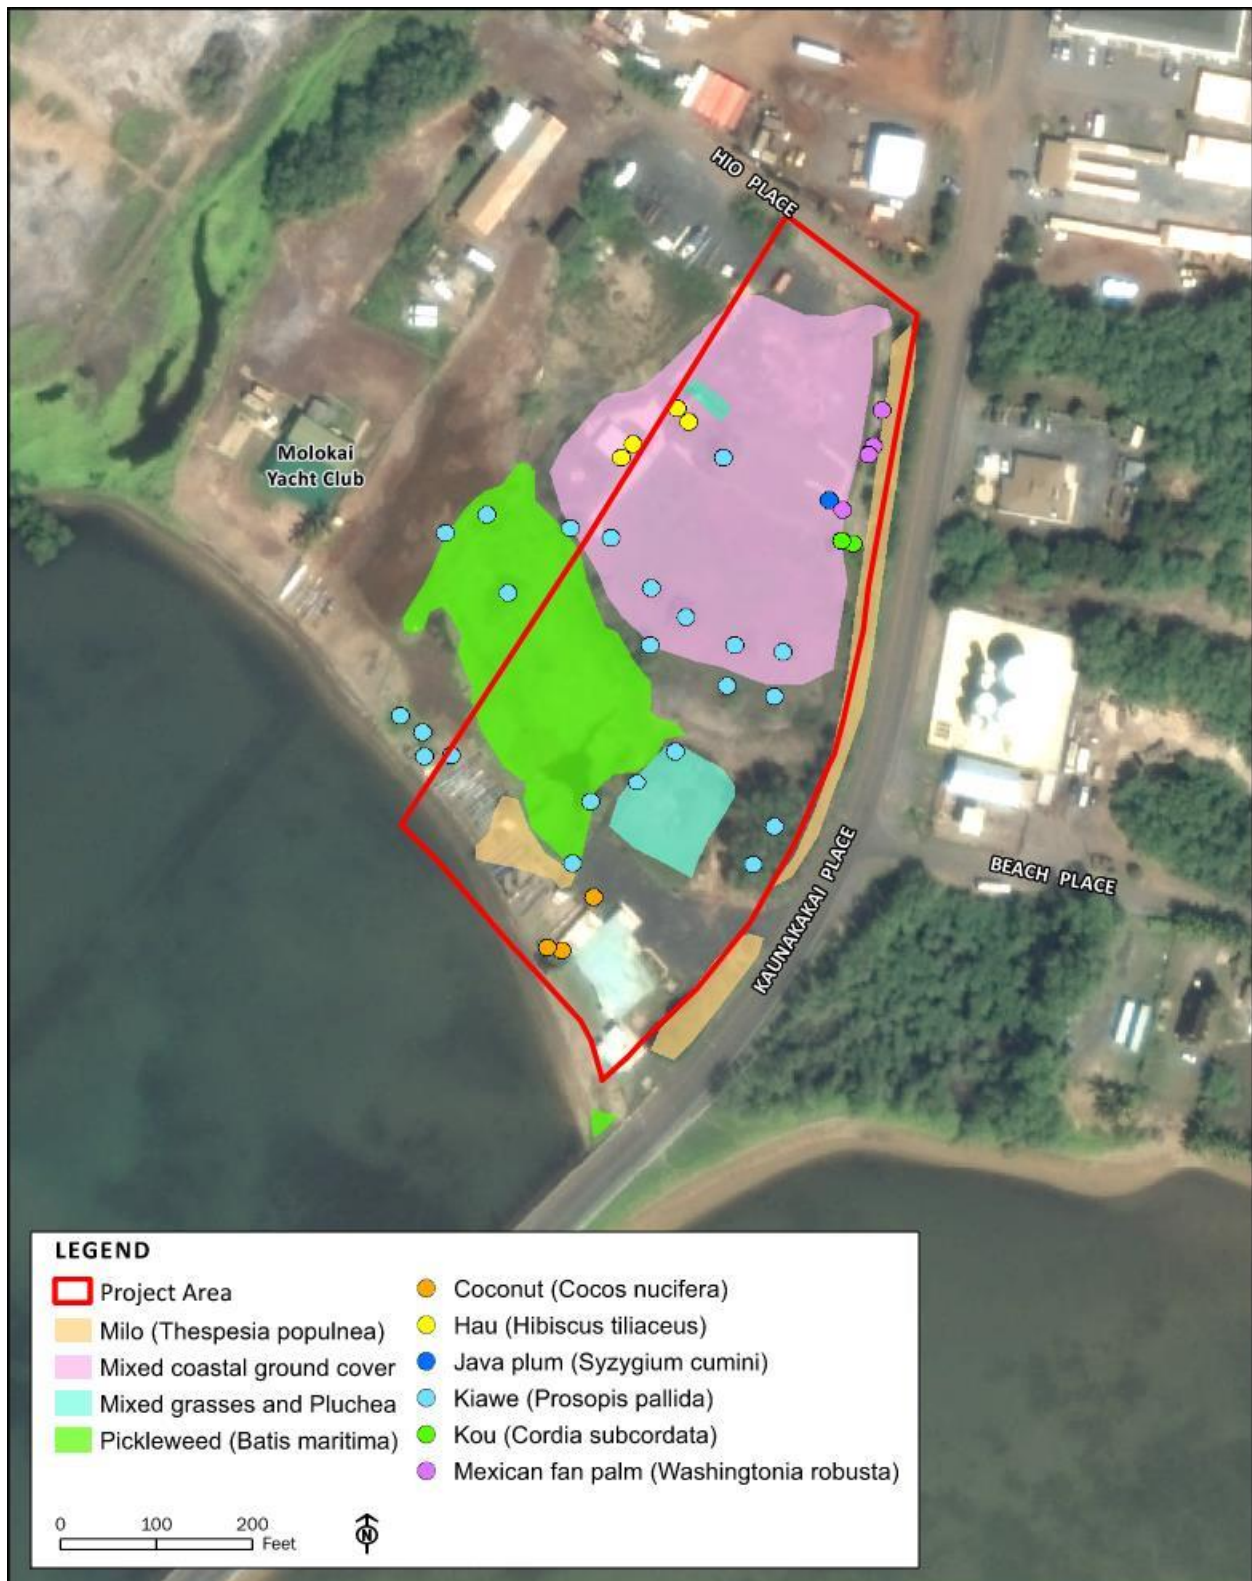 HIO PLACE
Molokai
Yacht Club
BEACH PLACE
KAUNAKAKAI PLACE
LEGEND
Project Area
Milo (Thespesia populnea)
Mixed coastal ground cover
Mixed grasses and Pluchea
Pickleweed (Batis maritima)
Coconut (Cocos nucifera)
Hau (Hibiscus tiliaceus)
Java plum (Syzygium cumini)
Kiawe (Prosopis pallida)
Kou (Cordia subcordata)
Mexican fan palm (Washingtonia robusta)
0 100 200
Feet
N